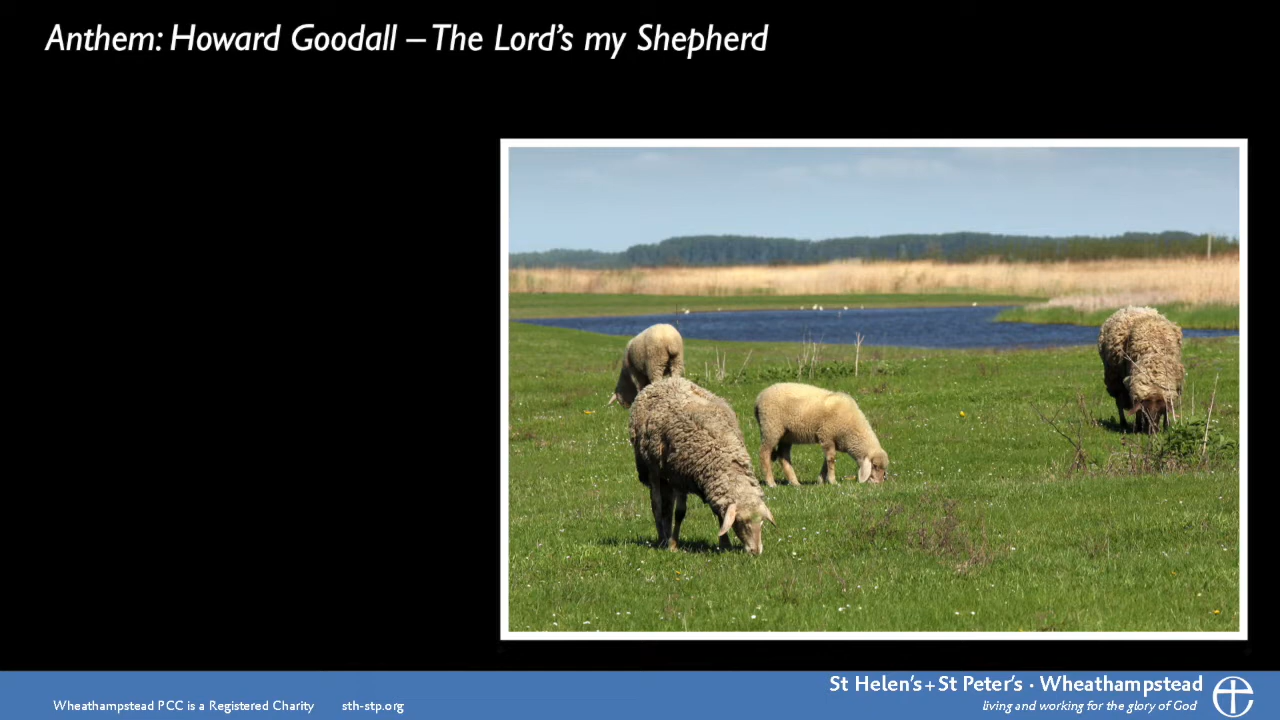 Anthem: Howard Goodall – The Lord's my Shepherd
St Helen's + St Peter's · Wheathampstead
living and working for the glory of God
Wheathampstead PCC is a Registered Charity sth-stp.org